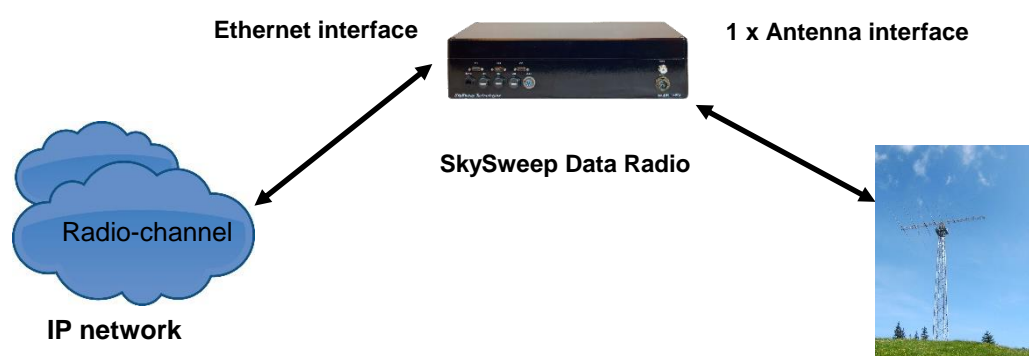 Ethernet interface
1 x Antenna interface
SkySweep Data Radio
Radio-channel
IP network